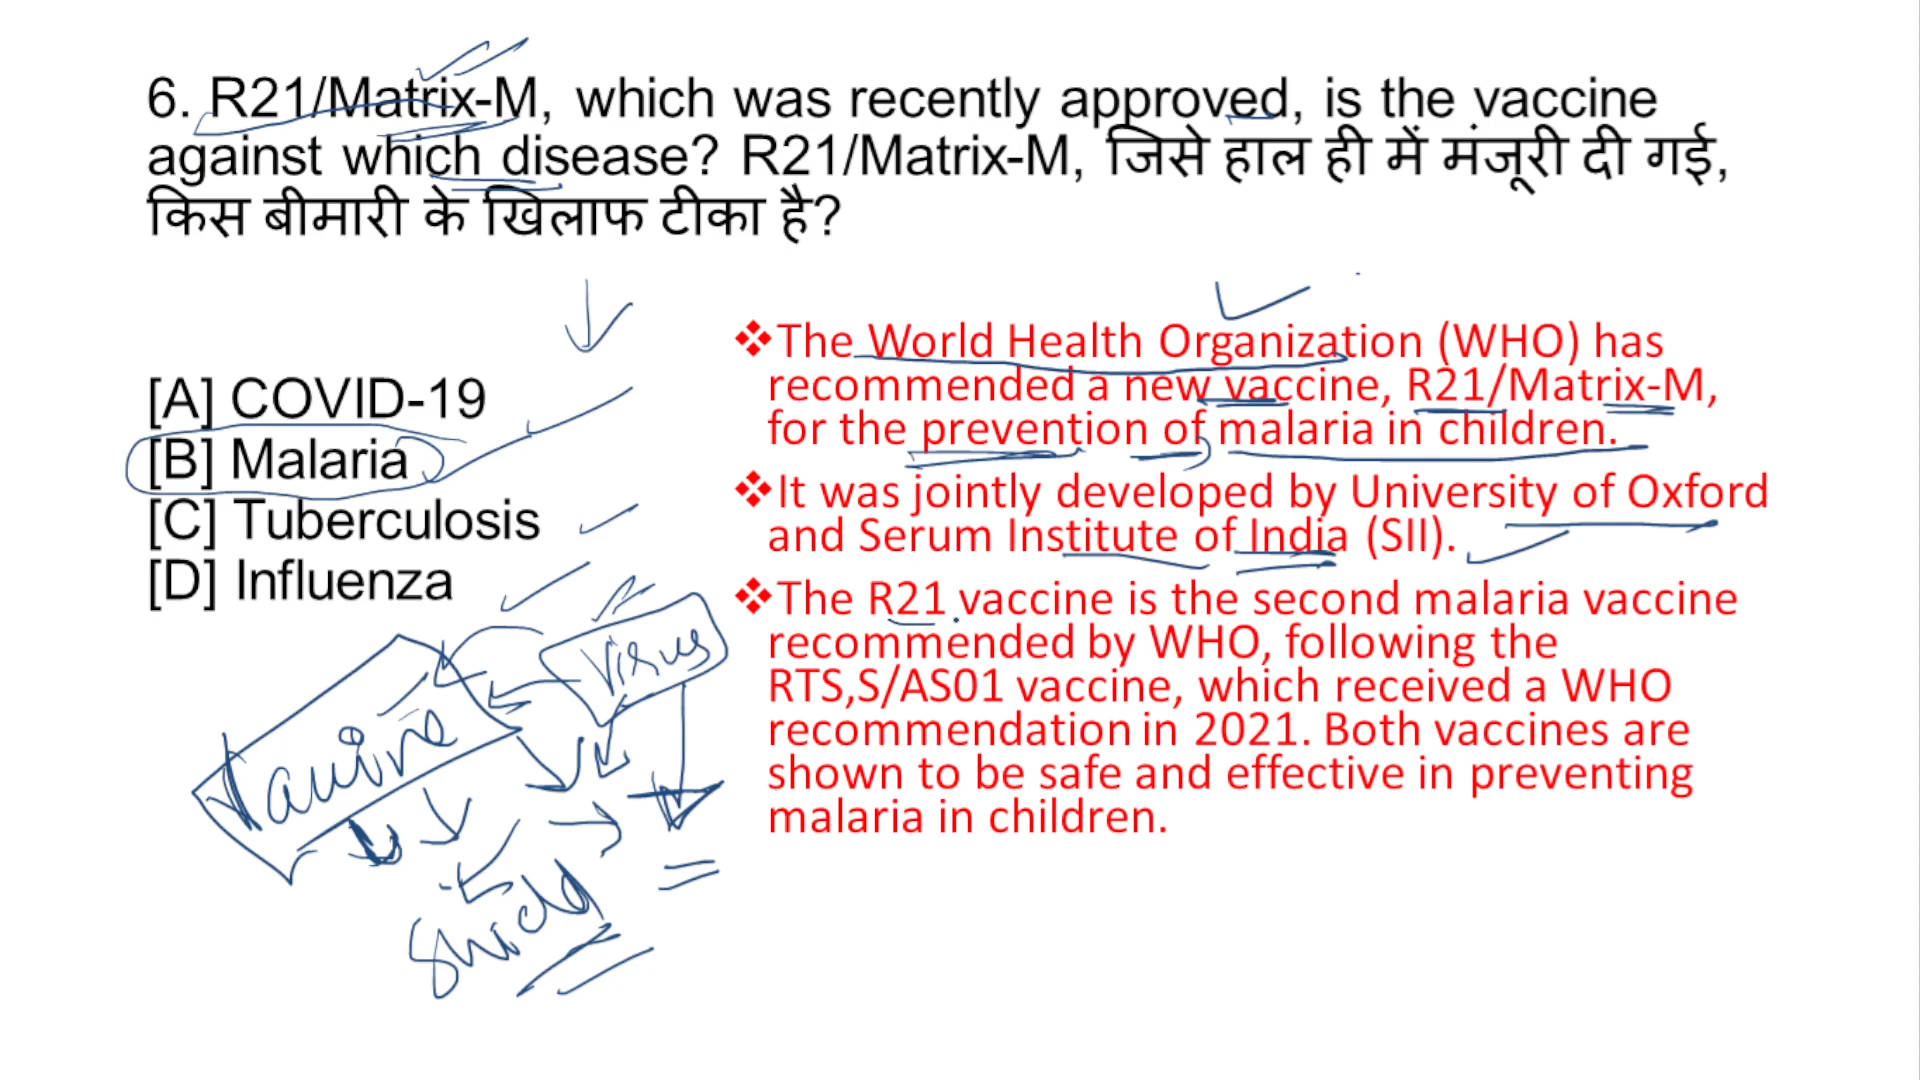 6. R21/Matrix-M, which was recently approved, is the vaccine
against which disease? R21/Matrix-M, जिसे हाल ही में मंजूरी दी गई,
किस बीमारी के खिलाफ टीका है?
[A] COVID-19
[B] Malaria
[C] Tuberculosis
[D] Influenza
❖The World Health Organization (WHO) has
recommended a new vaccine, R21/Matrix-M,
for the prevention of malaria in children.
❖It was jointly developed by University of Oxford
and Serum Institute of India (SII).
❖The R21 vaccine is the second malaria vaccine
recommended by WHO, following the
RTS,S/AS01 vaccine, which received a WHO
recommendation in 2021. Both vaccines are
shown to be safe and effective in preventing
malaria in children.
Virus
Vaccine
Shield